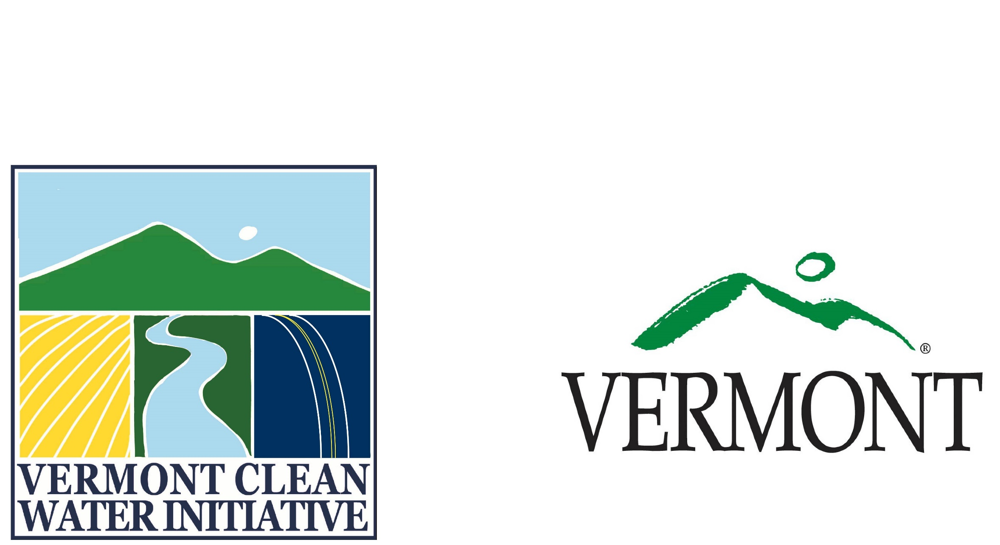 VERMONT CLEAN
WATER INITIATIVE
®
VERMONT